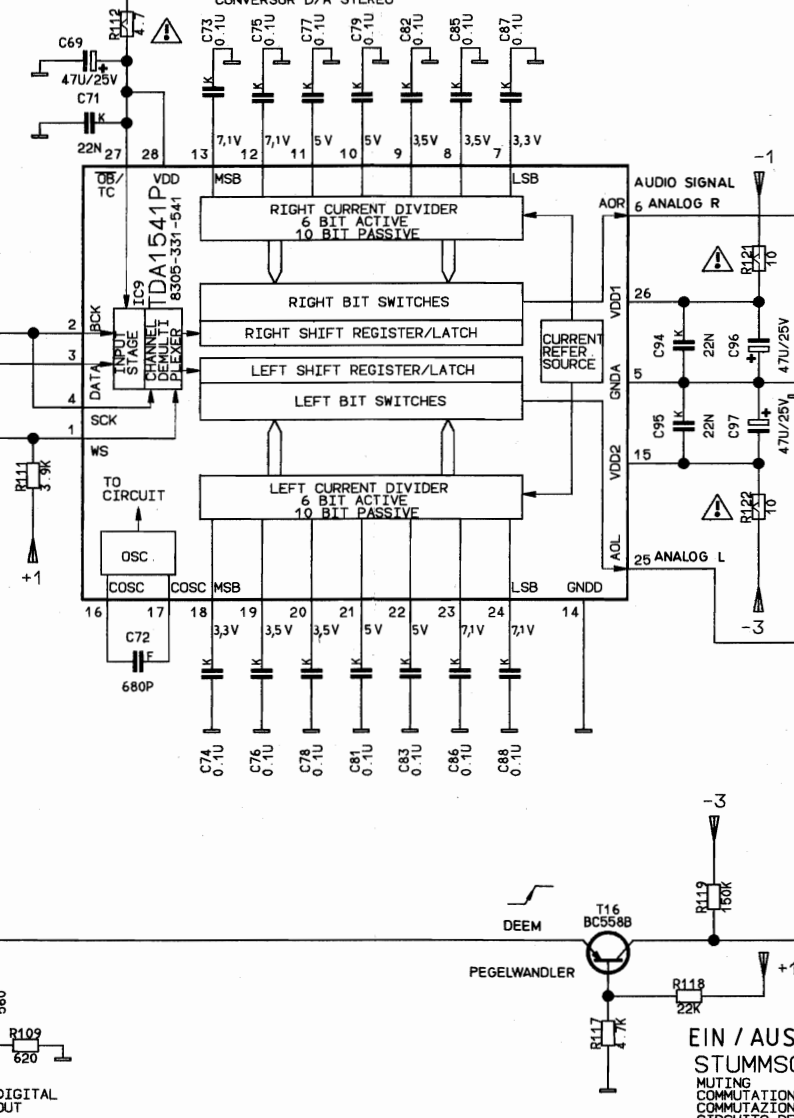 CONVERSOR D/A STEREO
R112
4.7
C69
47U/25V
C71
K
22N
C73
0.1U
C75
0.1U
C77
0.1U
C79
0.1U
C82
0.1U
C85
0.1U
C87
0.1U
K
K
K
K
K
K
K
7,1V
7,1V
5V
5V
3,5V
3,5V
3,3V
27
28
13
12
11
10
9
8
7
OB/
TC
VDD
MSB
LSB
IC9
TDA1541P
8305-331-541
RIGHT CURRENT DIVIDER
6 BIT ACTIVE
10 BIT PASSIVE
RIGHT BIT SWITCHES
RIGHT SHIFT REGISTER/LATCH
LEFT SHIFT REGISTER/LATCH
LEFT BIT SWITCHES
LEFT CURRENT DIVIDER
6 BIT ACTIVE
10 BIT PASSIVE
INPUT
STAGE
CHANNEL
DEMULTI
PLEXER
CURRENT
REFER.
SOURCE
2
BCK
3
DATA
4
SCK
1
WS
R111
3.9K
+1
TO
CIRCUIT
OSC
COSC
COSC
MSB
LSB
GNDD
16
17
18
19
20
21
22
23
24
14
C72
F
680P
3,3V
3,5V
3,5V
5V
5V
7,1V
7,1V
K
K
K
K
K
K
K
C74
0.1U
C76
0.1U
C78
0.1U
C81
0.1U
C83
0.1U
C86
0.1U
C88
0.1U
AUDIO SIGNAL
AOR
6 ANALOG R
-1
R121
10
VDD1
26
C94
K
22N
C96
47U/25V
+
GNDA
5
C95
K
22N
C97
+
47U/25V
VDD2
15
R122
10
-3
AOL
25 ANALOG L
-3
R119
150K
DEEM
T16
BC558B
PEGELWANDLER
+1
R118
22K
R117
4.7K
R109
620
DIGITAL
OUT
EIN / AUS
STUMMSC
MUTING
COMMUTATION
COMMUTAZION